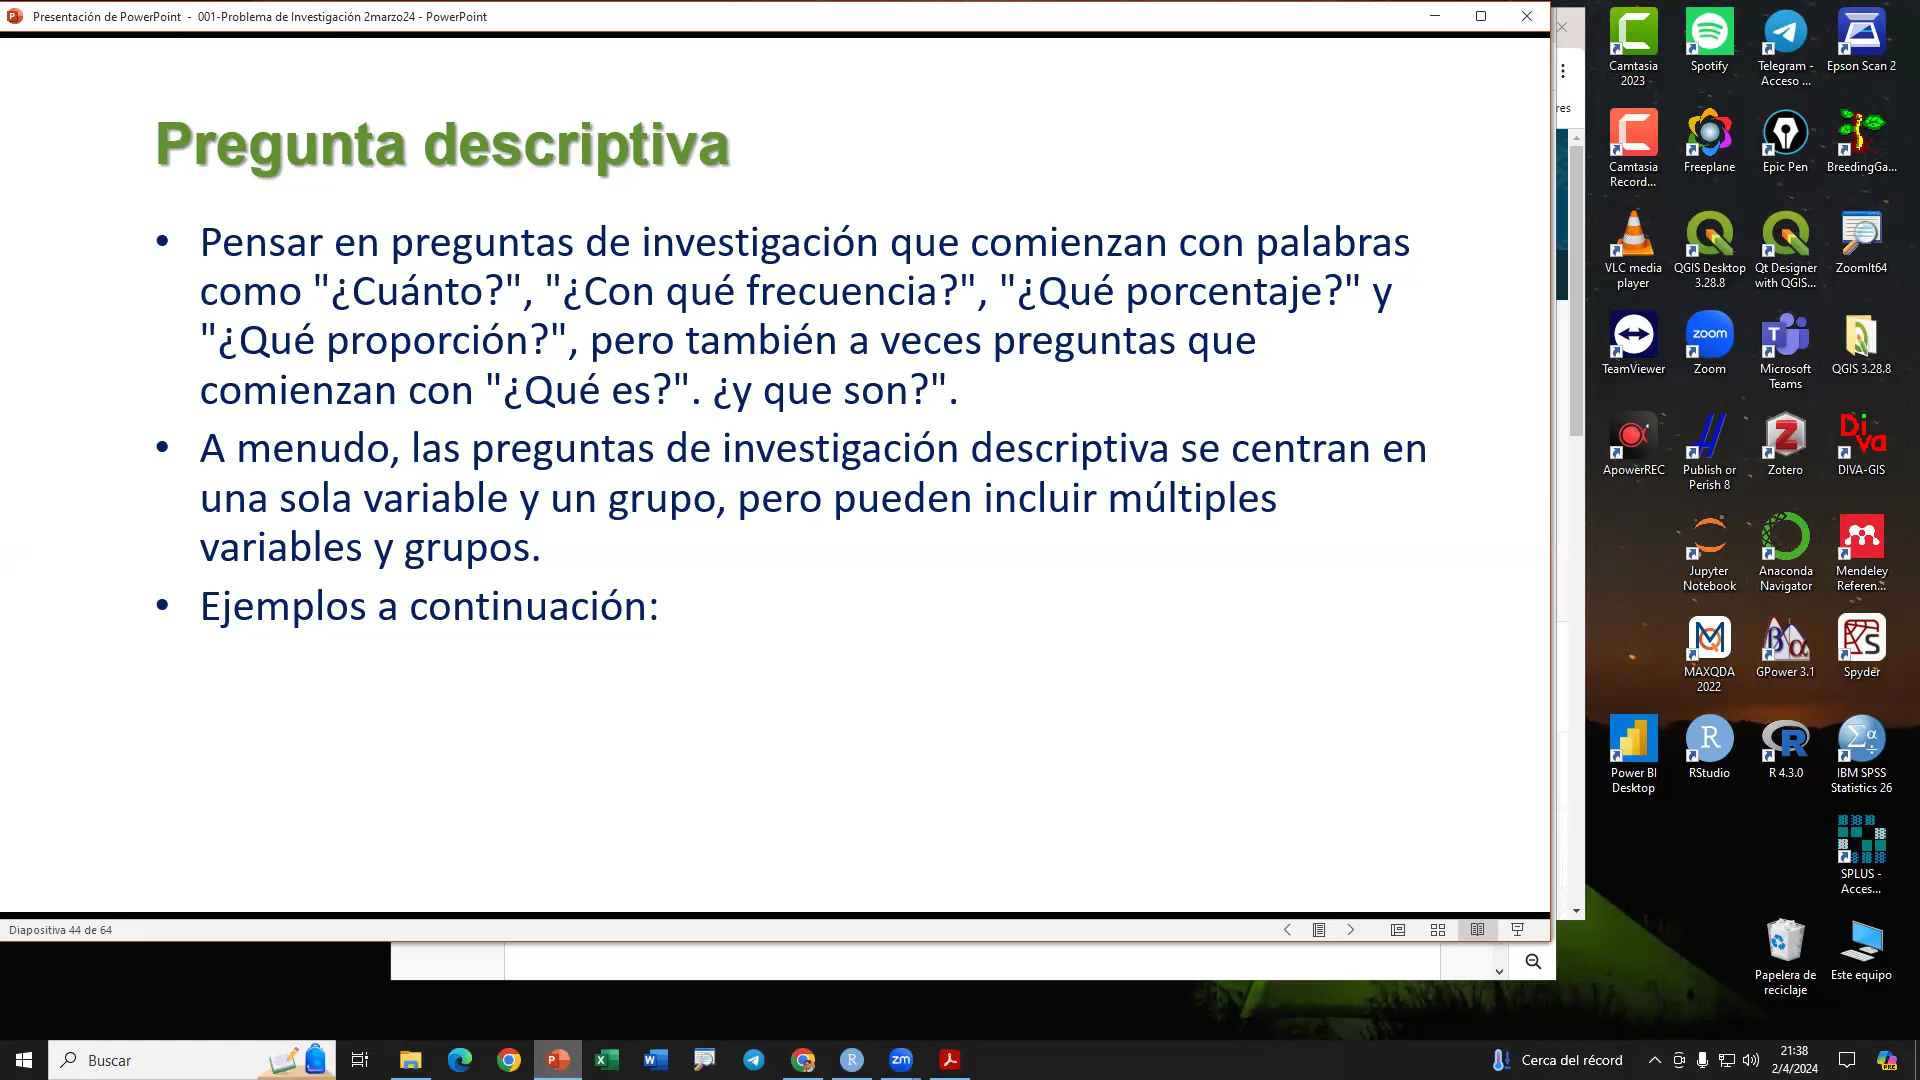 Presentación de PowerPoint - 001-Problema de Investigación 2marzo24 - PowerPoint
Pregunta descriptiva
• Pensar en preguntas de investigación que comienzan con palabras
como "¿Cuánto?", "¿Con qué frecuencia?", "¿Qué porcentaje?" y
"¿Qué proporción?", pero también a veces preguntas que
comienzan con "¿Qué es?". ¿y que son?".
• A menudo, las preguntas de investigación descriptiva se centran en
una sola variable y un grupo, pero pueden incluir múltiples
variables y grupos.
• Ejemplos a continuación:
Diapositiva 44 de 64
res
Camtasia
2023
Spotify
Telegram -
Acceso ...
Epson Scan 2
Camtasia
Record...
Freeplane
Epic Pen
BreedingGa...
VLC media
player
QGIS Desktop
3.28.8
Qt Designer
with QGIS...
ZoomIt64
TeamViewer
zoom
Zoom
Microsoft
Teams
QGIS 3.28.8
ApowerREC
Publish or
Perish 8
Zotero
DIVA-GIS
Jupyter
Notebook
Anaconda
Navigator
Mendeley
Referen...
MAXQDA
2022
GPower 3.1
Spyder
Power BI
Desktop
RStudio
R 4.3.0
IBM SPSS
Statistics 26
SPLUS -
Acces...
Papelera de
reciclaje
Este equipo
Buscar
zm
Cerca del récord
21:38
2/4/2024